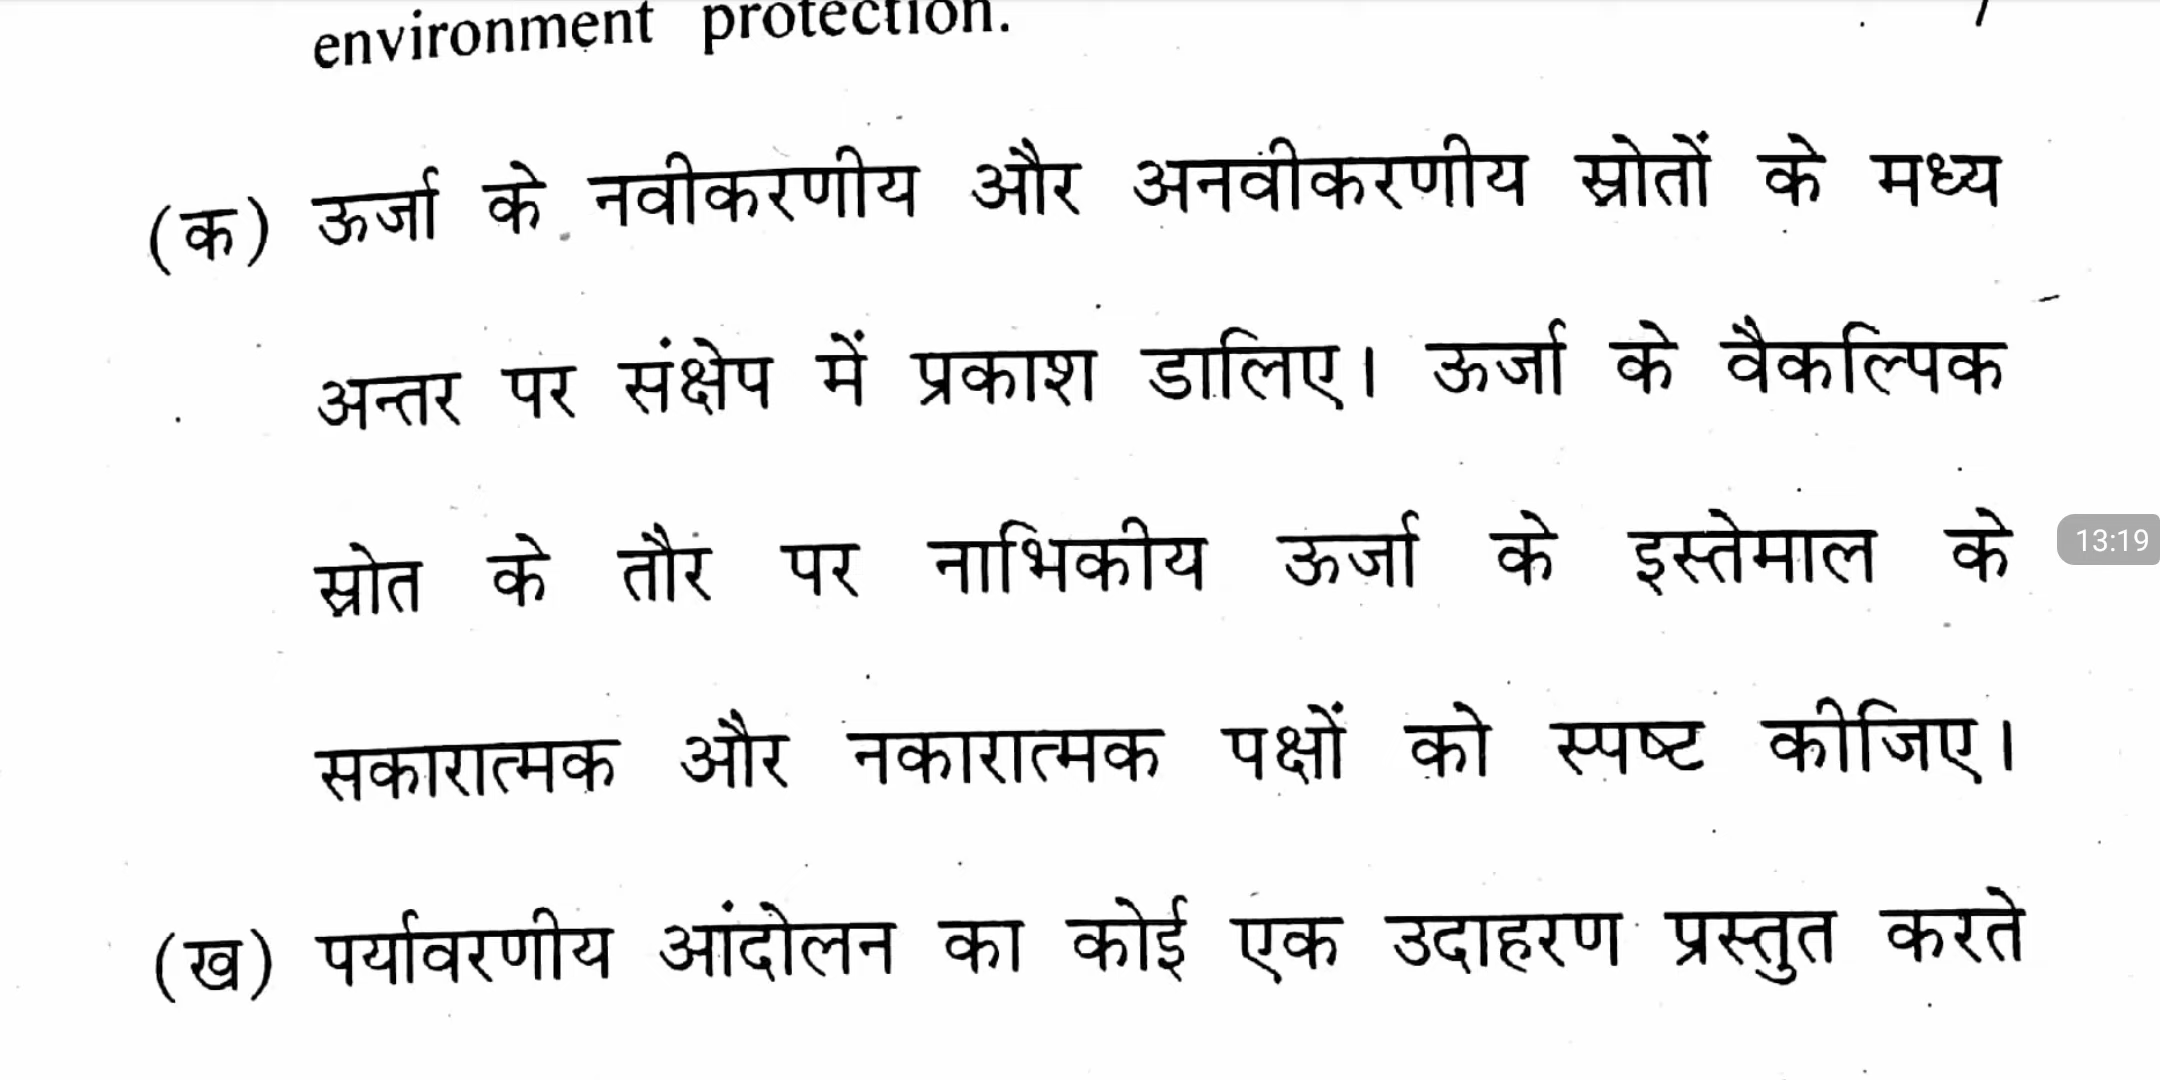 environment protection.
(क) ऊर्जा के नवीकरणीय और अनवीकरणीय स्रोतों के मध्य
अन्तर पर संक्षेप में प्रकाश डालिए। ऊर्जा के वैकल्पिक
स्रोत के तौर पर नाभिकीय ऊर्जा के इस्तेमाल के
13:19
सकारात्मक और नकारात्मक पक्षों को स्पष्ट कीजिए।
(ख) पर्यावरणीय आंदोलन का कोई एक उदाहरण प्रस्तुत करते